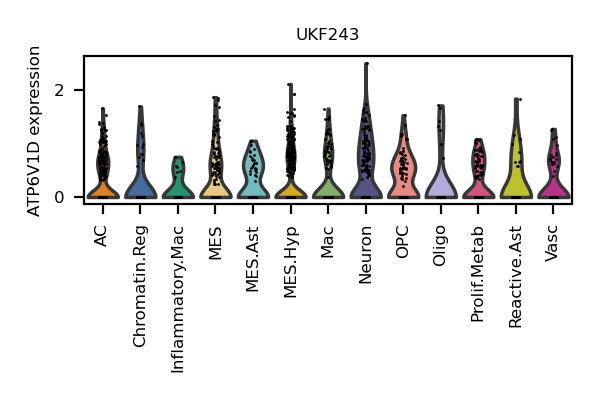 UKF243
ATP6V1D expression
2
0
AC
Chromatin.Reg
Inflammatory.Mac
MES
MES.Ast
MES.Hyp
Mac
Neuron
OPC
Oligo
Prolif.Metab
Reactive.Ast
Vasc